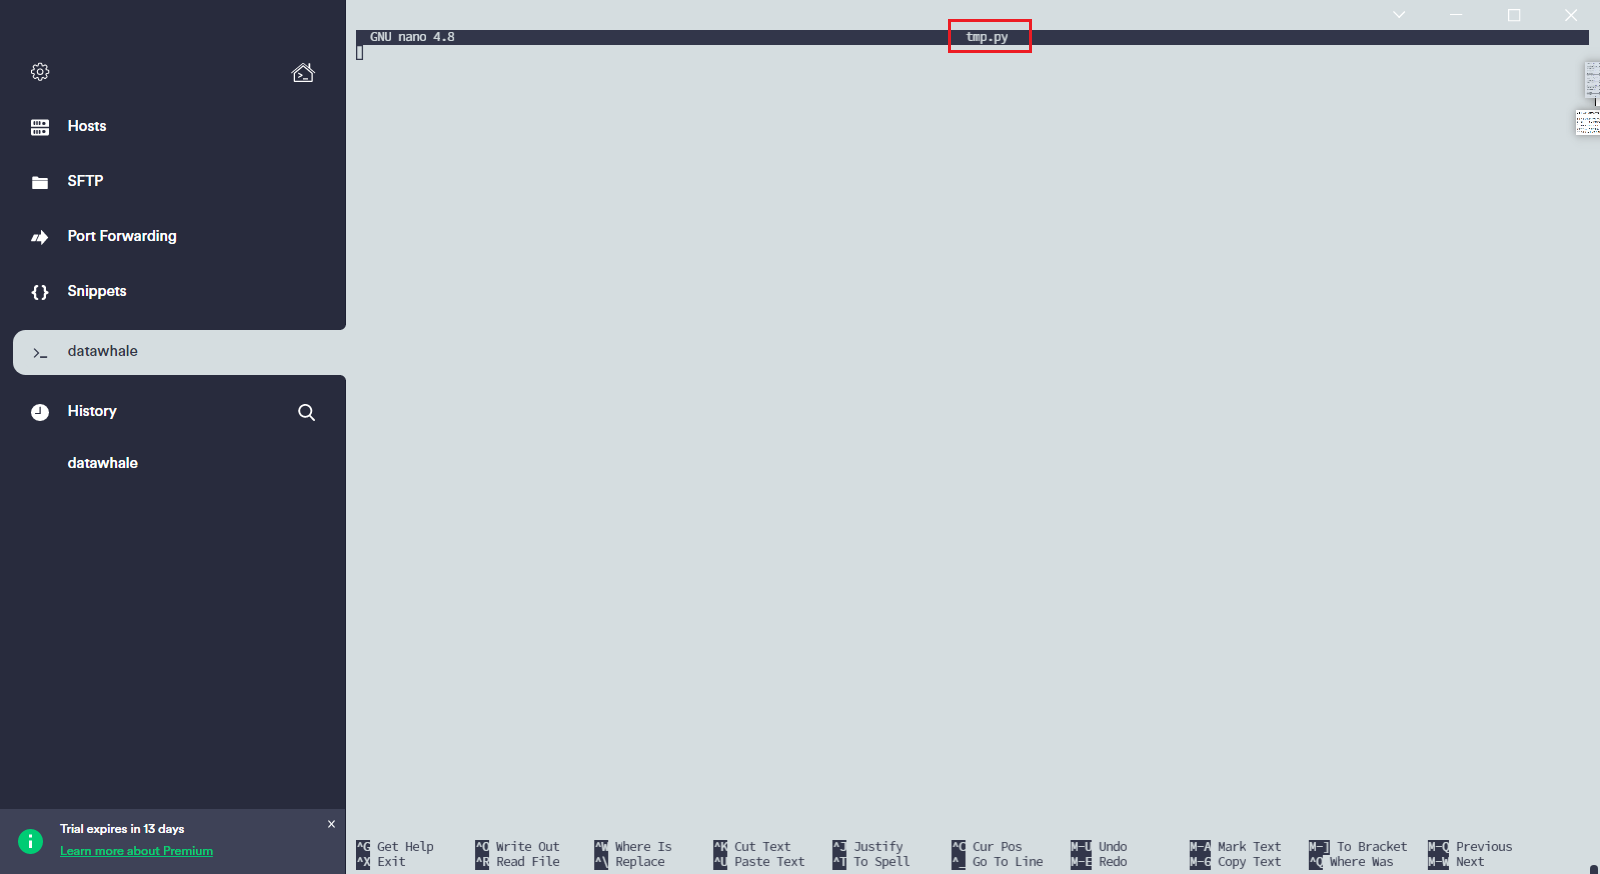 GNU nano 4.8 tmp.py
Hosts
SFTP
Port Forwarding
Snippets
datawhale
History
datawhale
Trial expires in 13 days
Learn more about Premium
^G Get Help ^O Write Out ^W Where Is ^K Cut Text ^J Justify ^C Cur Pos M-U Undo M-A Mark Text M-] To Bracket M-Q Previous
^X Exit ^R Read File ^\ Replace ^U Paste Text ^T To Spell ^_ Go To Line M-E Redo M-6 Copy Text ^Q Where Was M-W Next